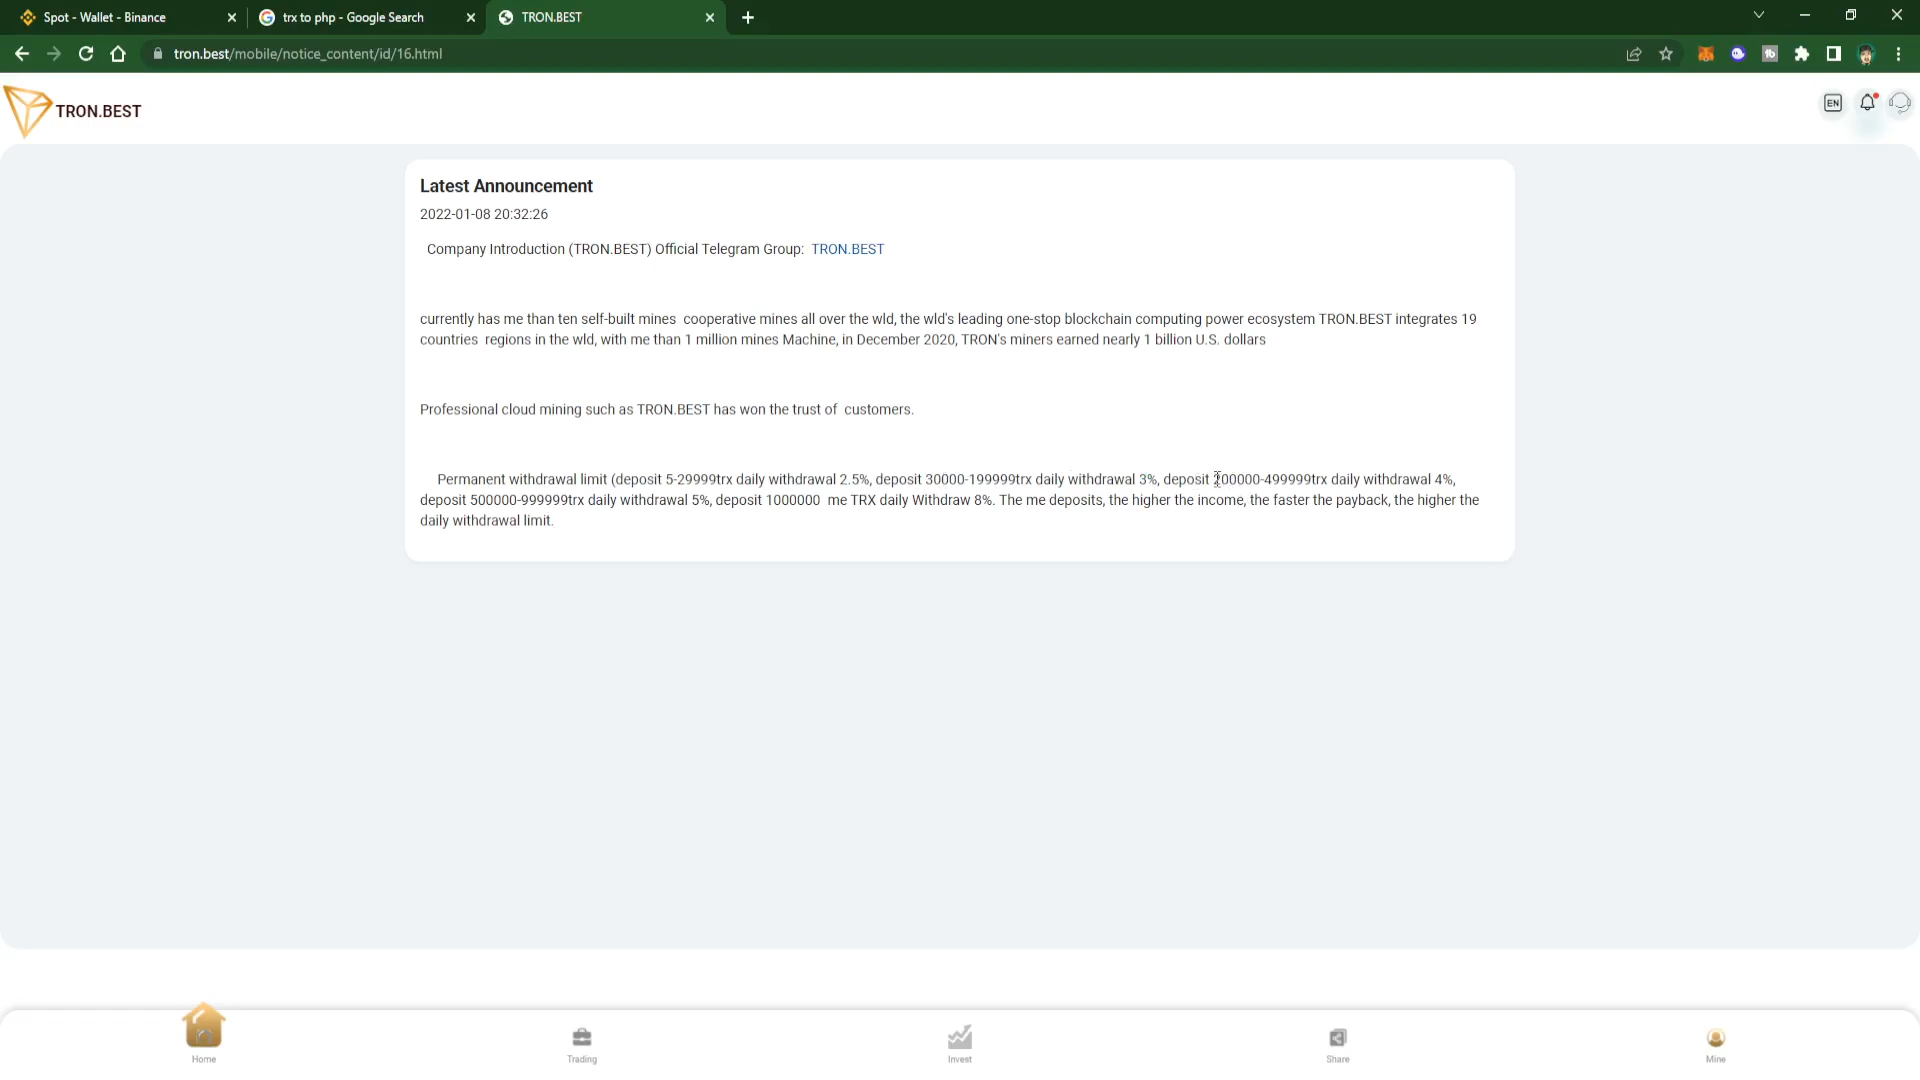 Spot - Wallet - Binance
trx to php - Google Search
TRON.BEST
tron.best/mobile/notice_content/id/16.html
TRON.BEST
EN
Latest Announcement
2022-01-08 20:32:26
Company Introduction (TRON.BEST) Official Telegram Group: TRON.BEST
currently has me than ten self-built mines cooperative mines all over the wld, the wld's leading one-stop blockchain computing power ecosystem TRON.BEST integrates 19
countries regions in the wld, with me than 1 million mines Machine, in December 2020, TRON's miners earned nearly 1 billion U.S. dollars
Professional cloud mining such as TRON.BEST has won the trust of customers.
Permanent withdrawal limit (deposit 5-29999trx daily withdrawal 2.5%, deposit 30000-199999trx daily withdrawal 3%, deposit 200000-499999trx daily withdrawal 4%,
deposit 500000-999999trx daily withdrawal 5%, deposit 1000000 me TRX daily Withdraw 8%. The me deposits, the higher the income, the faster the payback, the higher the
daily withdrawal limit.
Home
Trading
Invest
Share
Mine